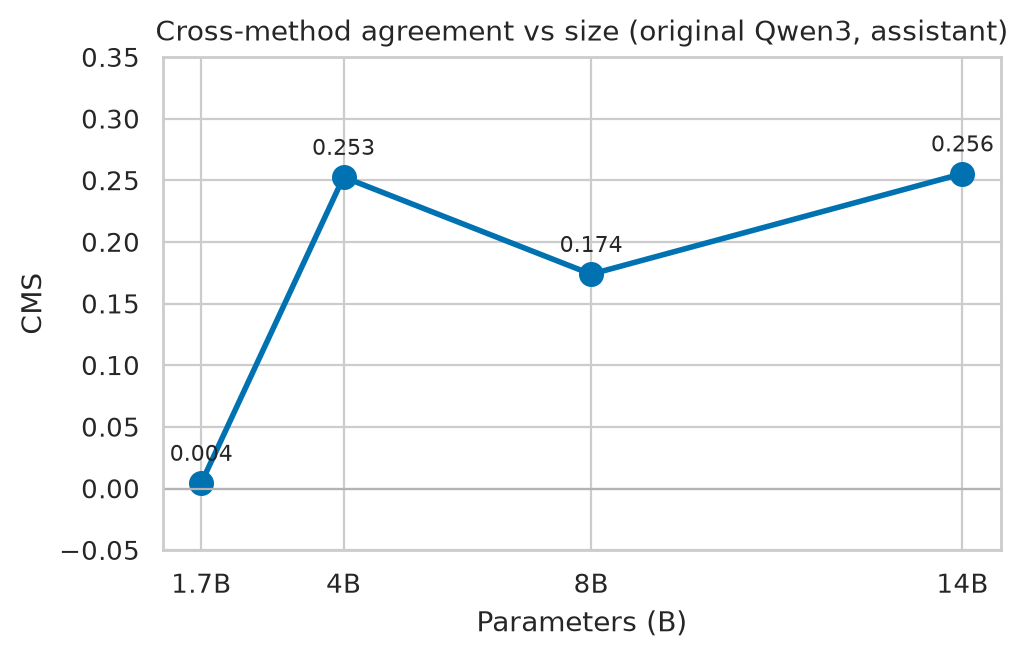 Cross-method agreement vs size (original Qwen3, assistant)
0.35
0.30
0.25
0.20
0.15
0.10
0.05
0.00
−0.05
CMS
0.004
0.253
0.174
0.256
1.7B
4B
8B
14B
Parameters (B)